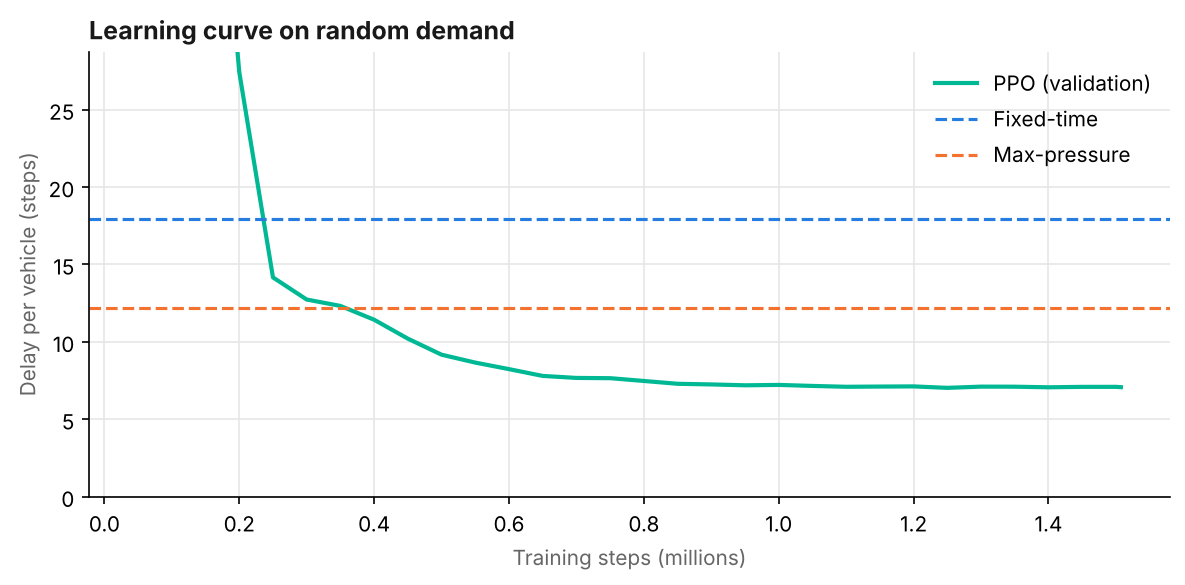 Learning curve on random demand
PPO (validation)
Fixed-time
Max-pressure
Delay per vehicle (steps)
25
20
15
10
5
0
0.0 0.2 0.4 0.6 0.8 1.0 1.2 1.4
Training steps (millions)